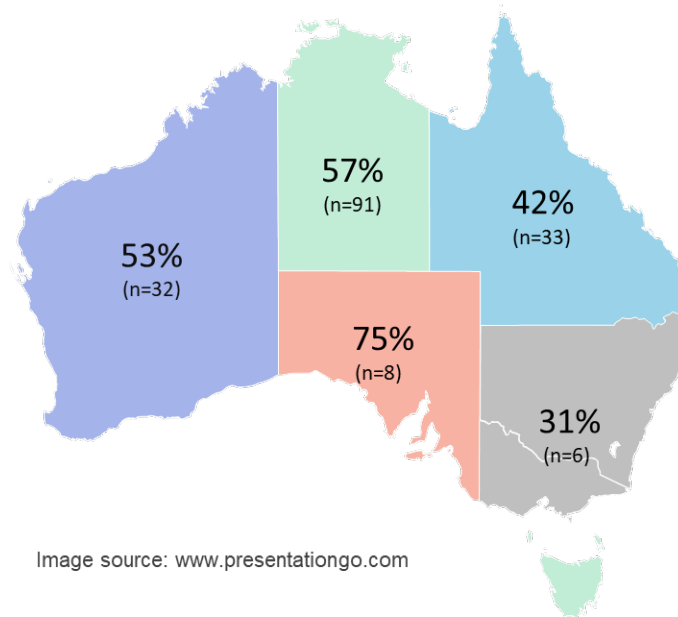 57%
(n=91)
42%
(n=33)
53%
(n=32)
75%
(n=8)
31%
(n=6)
Image source: www.presentationgo.com